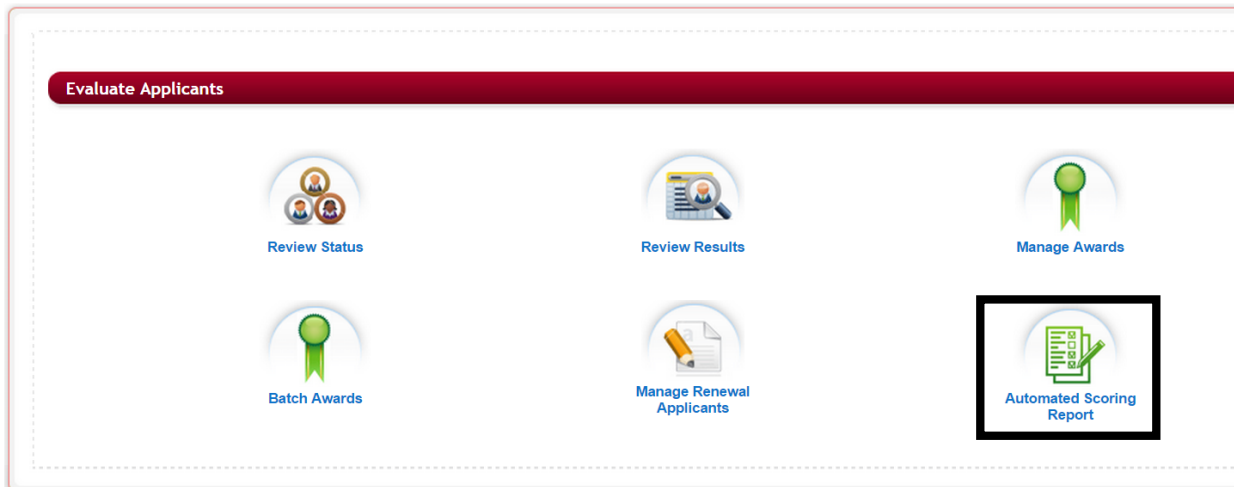 Evaluate Applicants
Review Status
Review Results
Manage Awards
Batch Awards
Manage Renewal
Applicants
Automated Scoring
Report